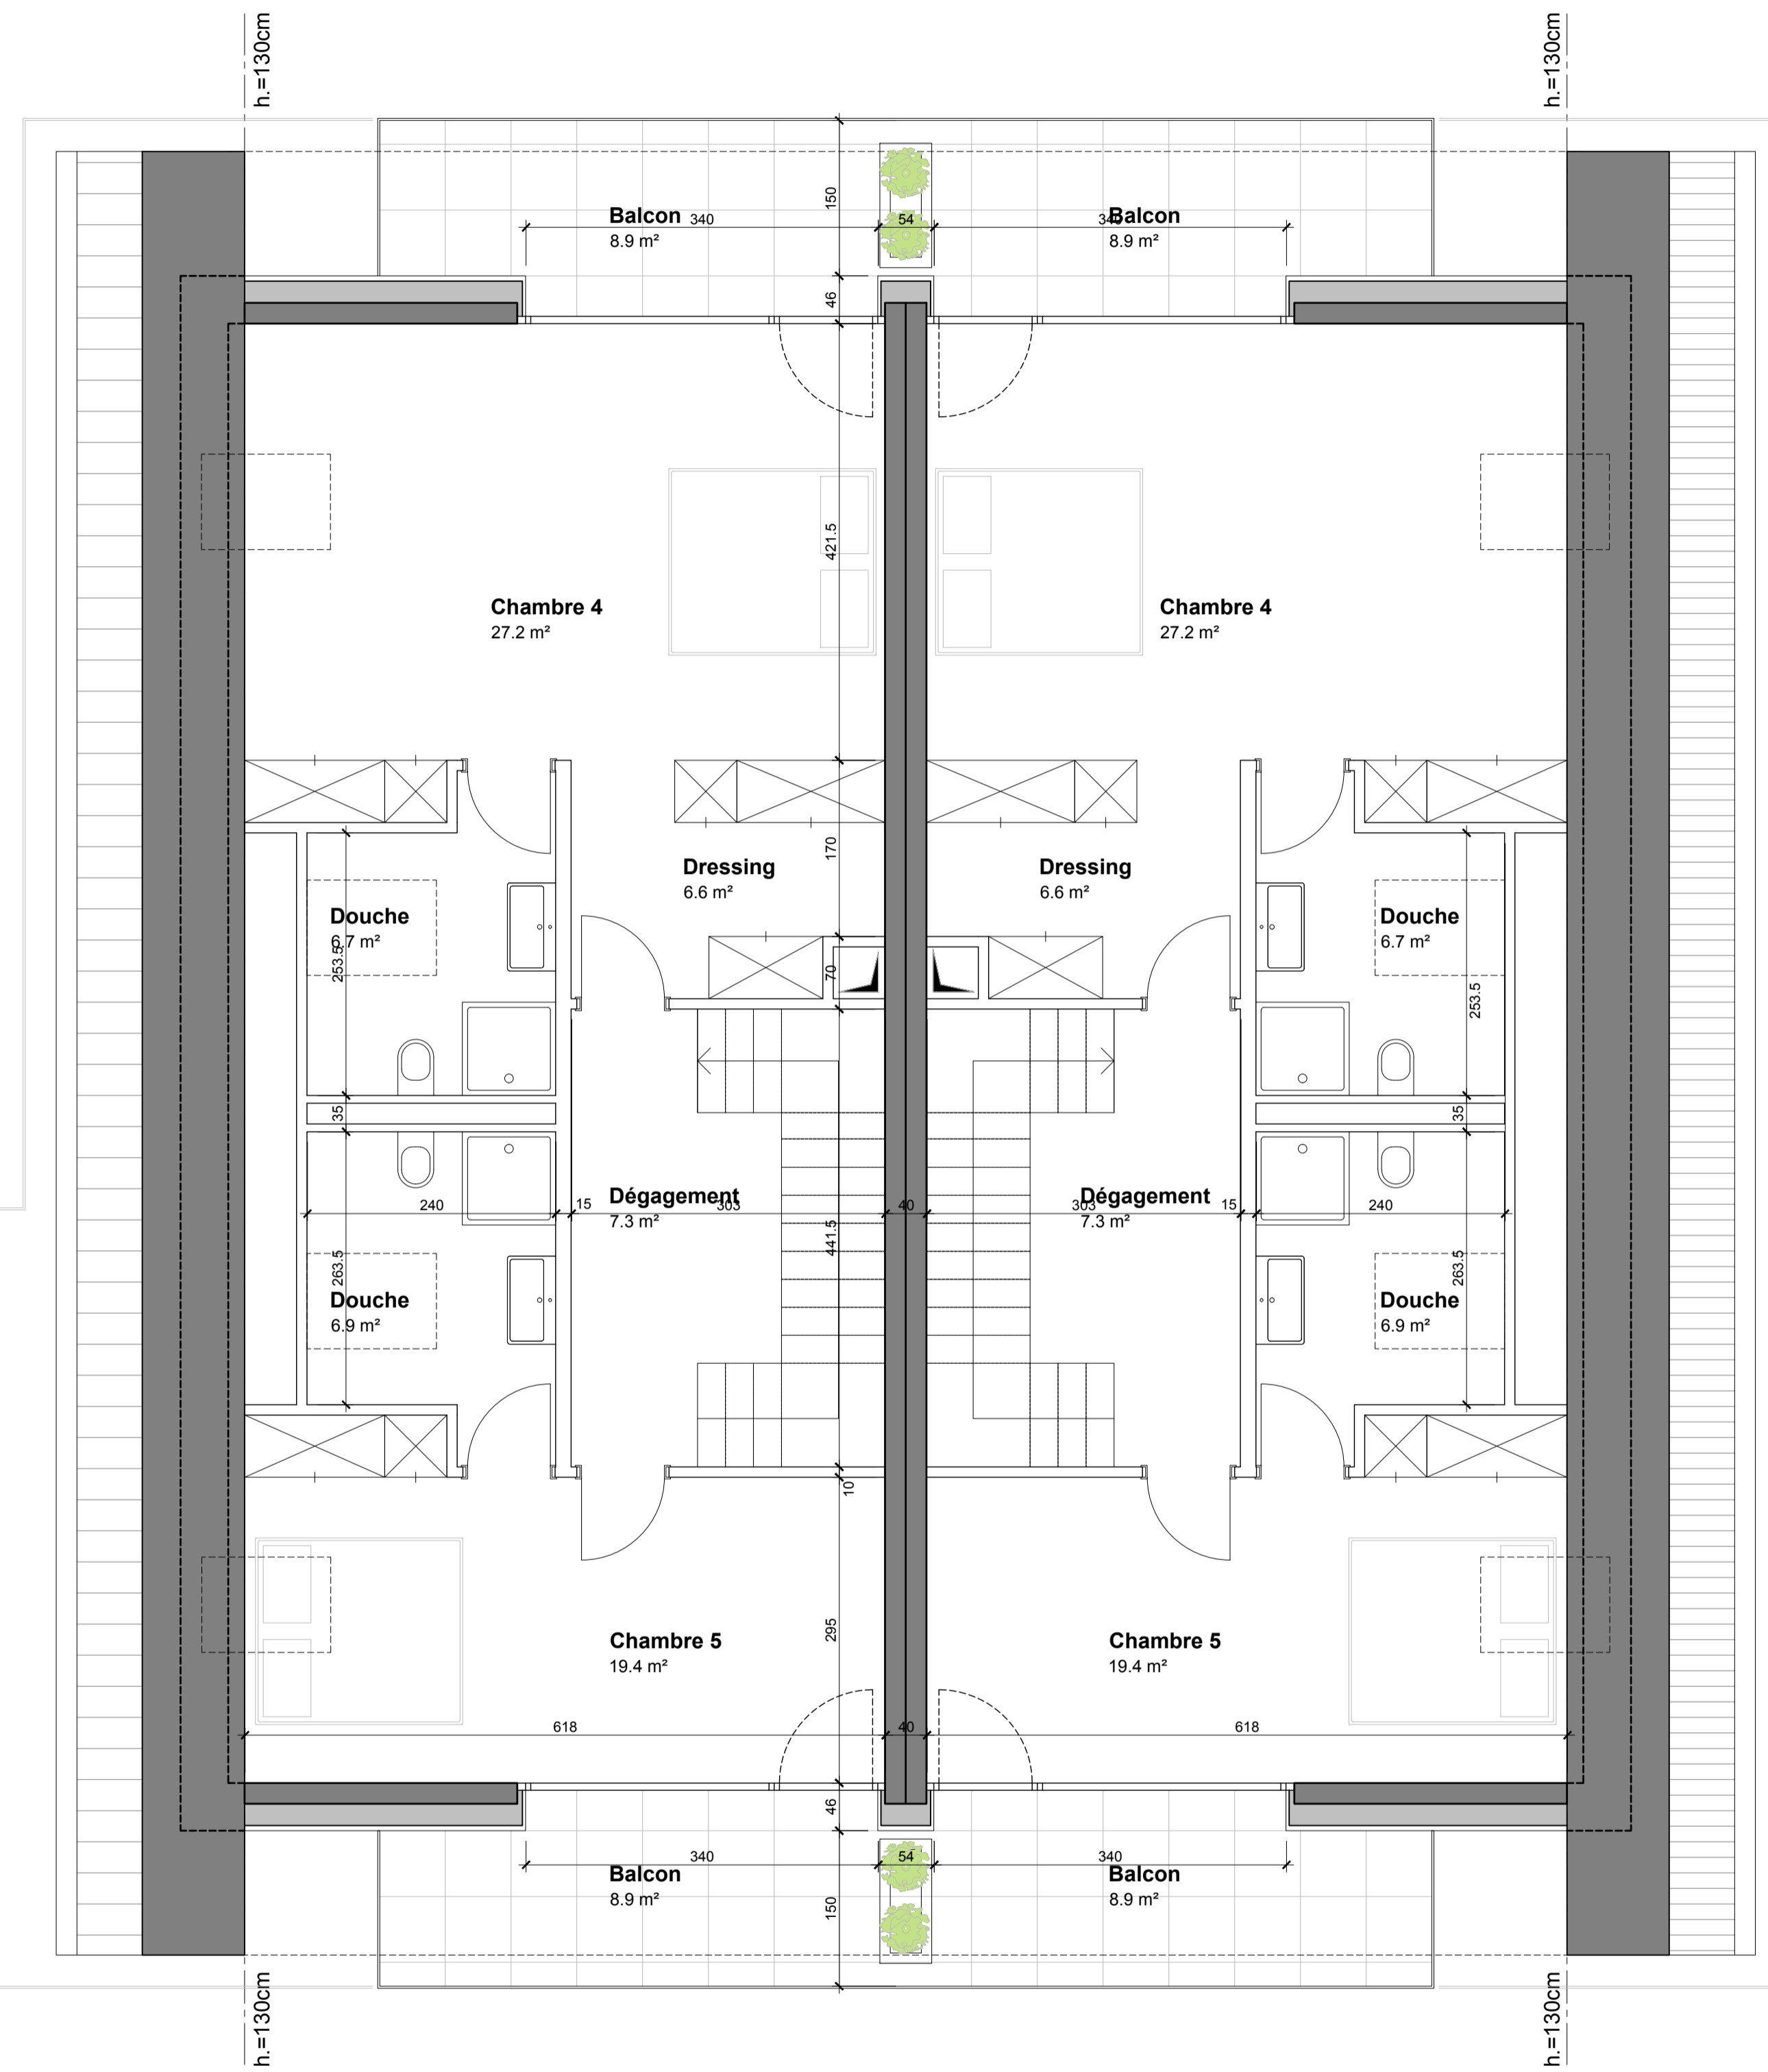 h.=130cm
h.=130cm
150
Balcon
8.9 m²
340
54
340
Balcon
8.9 m²
46
421.5
Chambre 4
27.2 m²
Chambre 4
27.2 m²
170
Dressing
6.6 m²
Dressing
6.6 m²
Douche
6.7 m²
253.5
Douche
6.7 m²
253.5
70
35
35
Dégagement
7.3 m²
Dégagement
7.3 m²
240
15
303
40
303
15
240
441.5
263.5
263.5
Douche
6.9 m²
Douche
6.9 m²
10
295
Chambre 5
19.4 m²
Chambre 5
19.4 m²
618
40
618
46
340
54
340
Balcon
8.9 m²
Balcon
8.9 m²
150
h.=130cm
h.=130cm